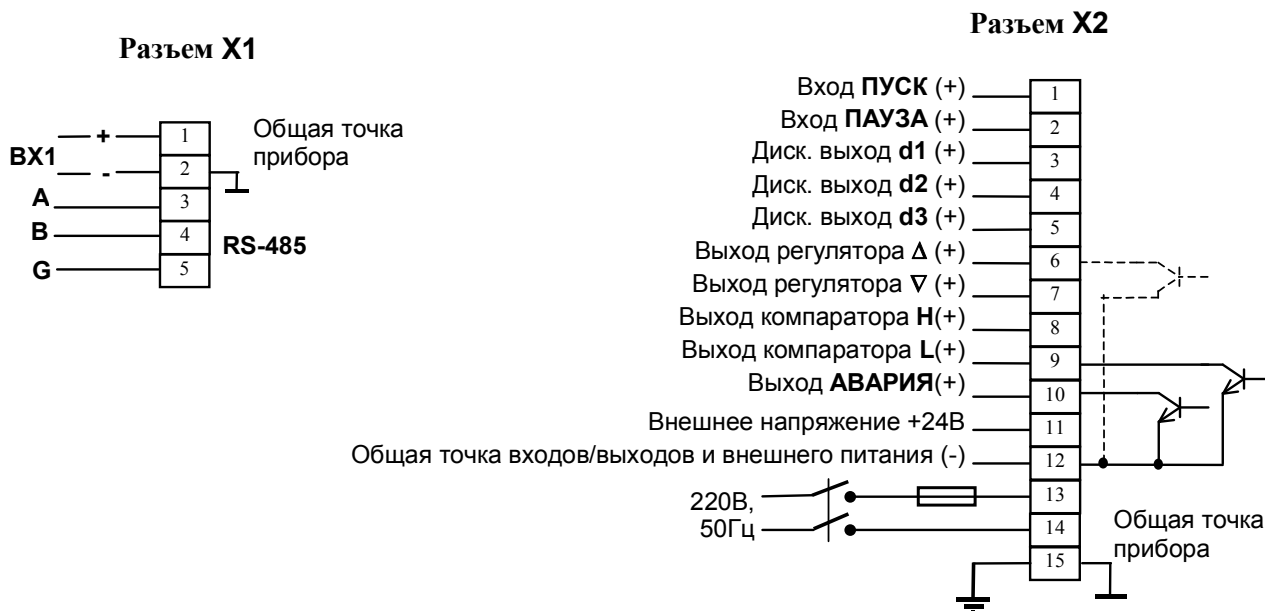 Разъем X1
+
1
Общая точка
прибора
ВХ1
-
2
A
3
B
4
RS-485
G
5
Разъем X2
Вход ПУСК (+)
1
Вход ПАУЗА (+)
2
Диск. выход d1 (+)
3
Диск. выход d2 (+)
4
Диск. выход d3 (+)
5
Выход регулятора Δ (+)
6
Выход регулятора ∇ (+)
7
Выход компаратора H(+)
8
Выход компаратора L(+)
9
Выход АВАРИЯ(+)
10
Внешнее напряжение +24В
11
Общая точка входов/выходов и внешнего питания (-)
12
220В,
50Гц
13
14
Общая точка
прибора
15